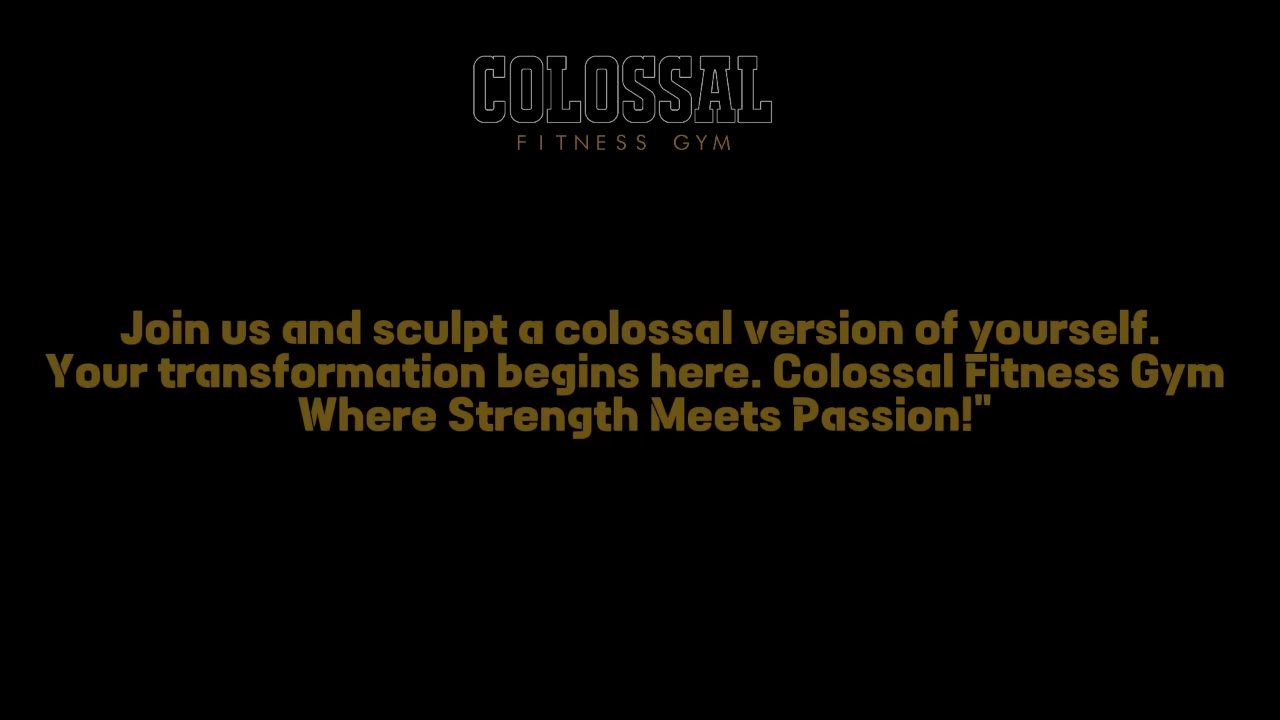 COLOSSAL
FITNESS GYM
Join us and sculpt a colossal version of yourself.
Your transformation begins here. Colossal Fitness Gym
Where Strength Meets Passion!"